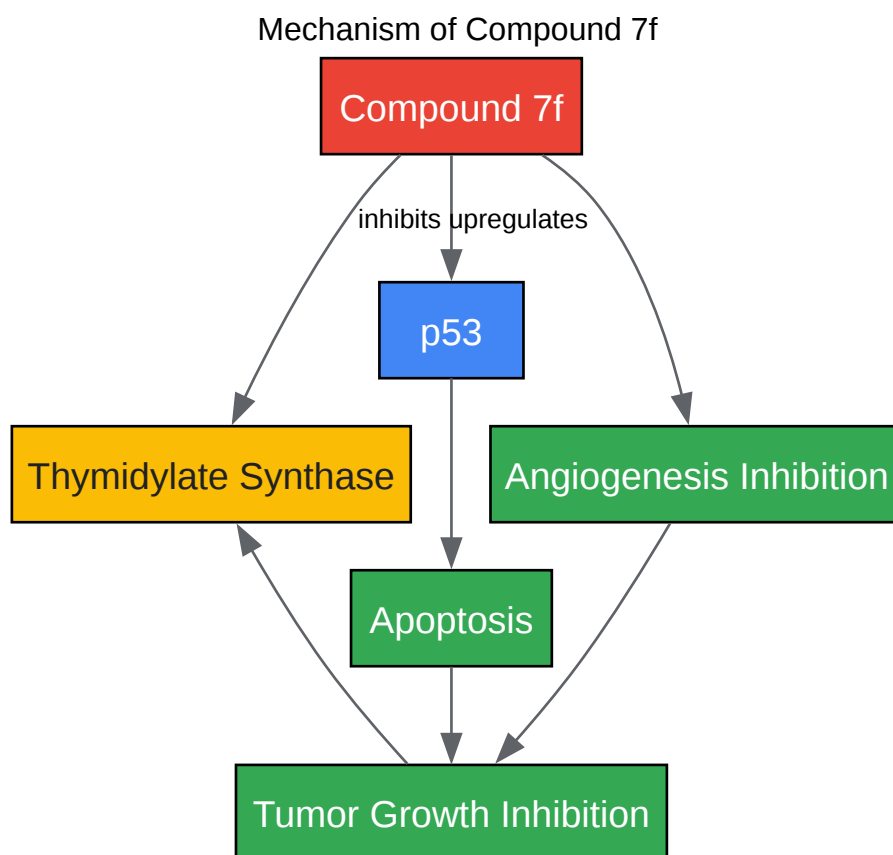 Mechanism of Compound 7f
Compound 7f
inhibits upregulates
p53
Thymidylate Synthase
Angiogenesis Inhibition
Apoptosis
Tumor Growth Inhibition